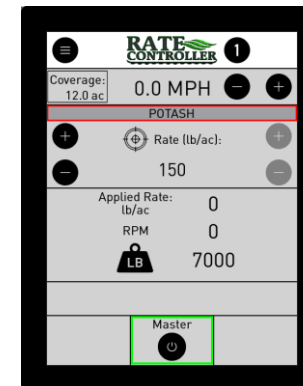 RATE
CONTROLLER
1
Coverage:
12.0 ac
0.0 MPH
POTASH
Rate (lb/ac):
150
Applied Rate:
lb/ac
0
RPM
0
LB
7000
Master